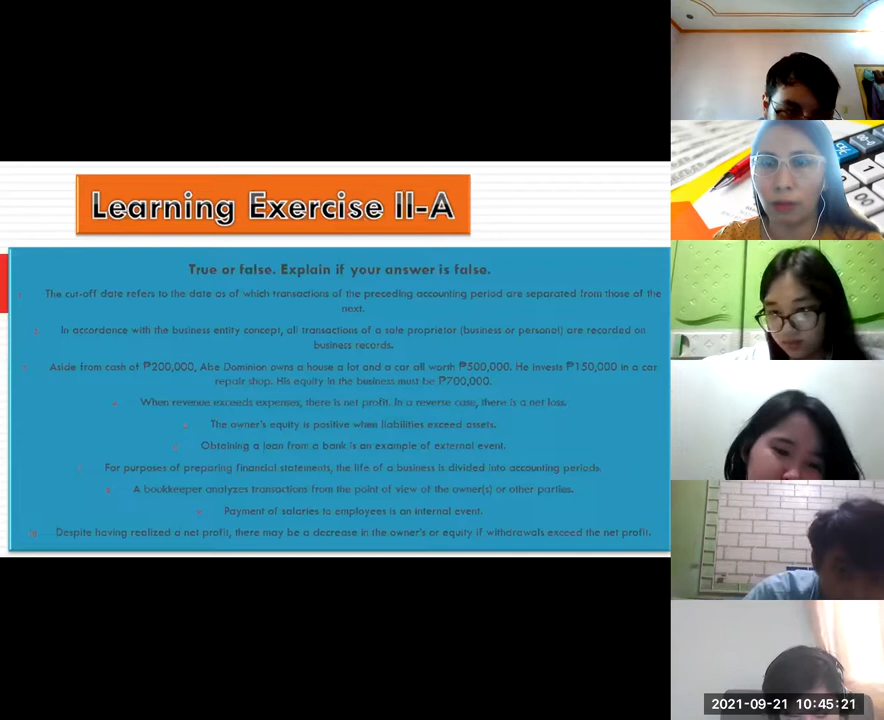 Learning Exercise II-A
True or false. Explain if your answer is false.
The cut-off date refers to the date as of which transactions of the preceding accounting period are separated from those of the
next.
In accordance with the business entity concept, all transactions of a sole proprietor (business or personal) are recorded on
business records.
Aside from cash of ₱200,000, Abe Dominion owns a house a lot and a car all worth ₱500,000. He invests ₱150,000 in a car
repair shop. His equity in the business must be ₱700,000.
When revenue exceeds expenses, there is net profit. In a reverse case, there is a net loss.
The owner's equity is positive when liabilities exceed assets.
Obtaining a loan from a bank is an example of external event.
For purposes of preparing financial statements, the life of a business is divided into accounting periods.
A boukkeeper analyzes transactions from the point of view of the owner(s) or other parties.
Payment of salaries to employees is an internal event.
Despite having realized a net profit, there may be a decrease in the owner's or equity if withdrawals exceed the net profit.
2021-09-21 10:45:21